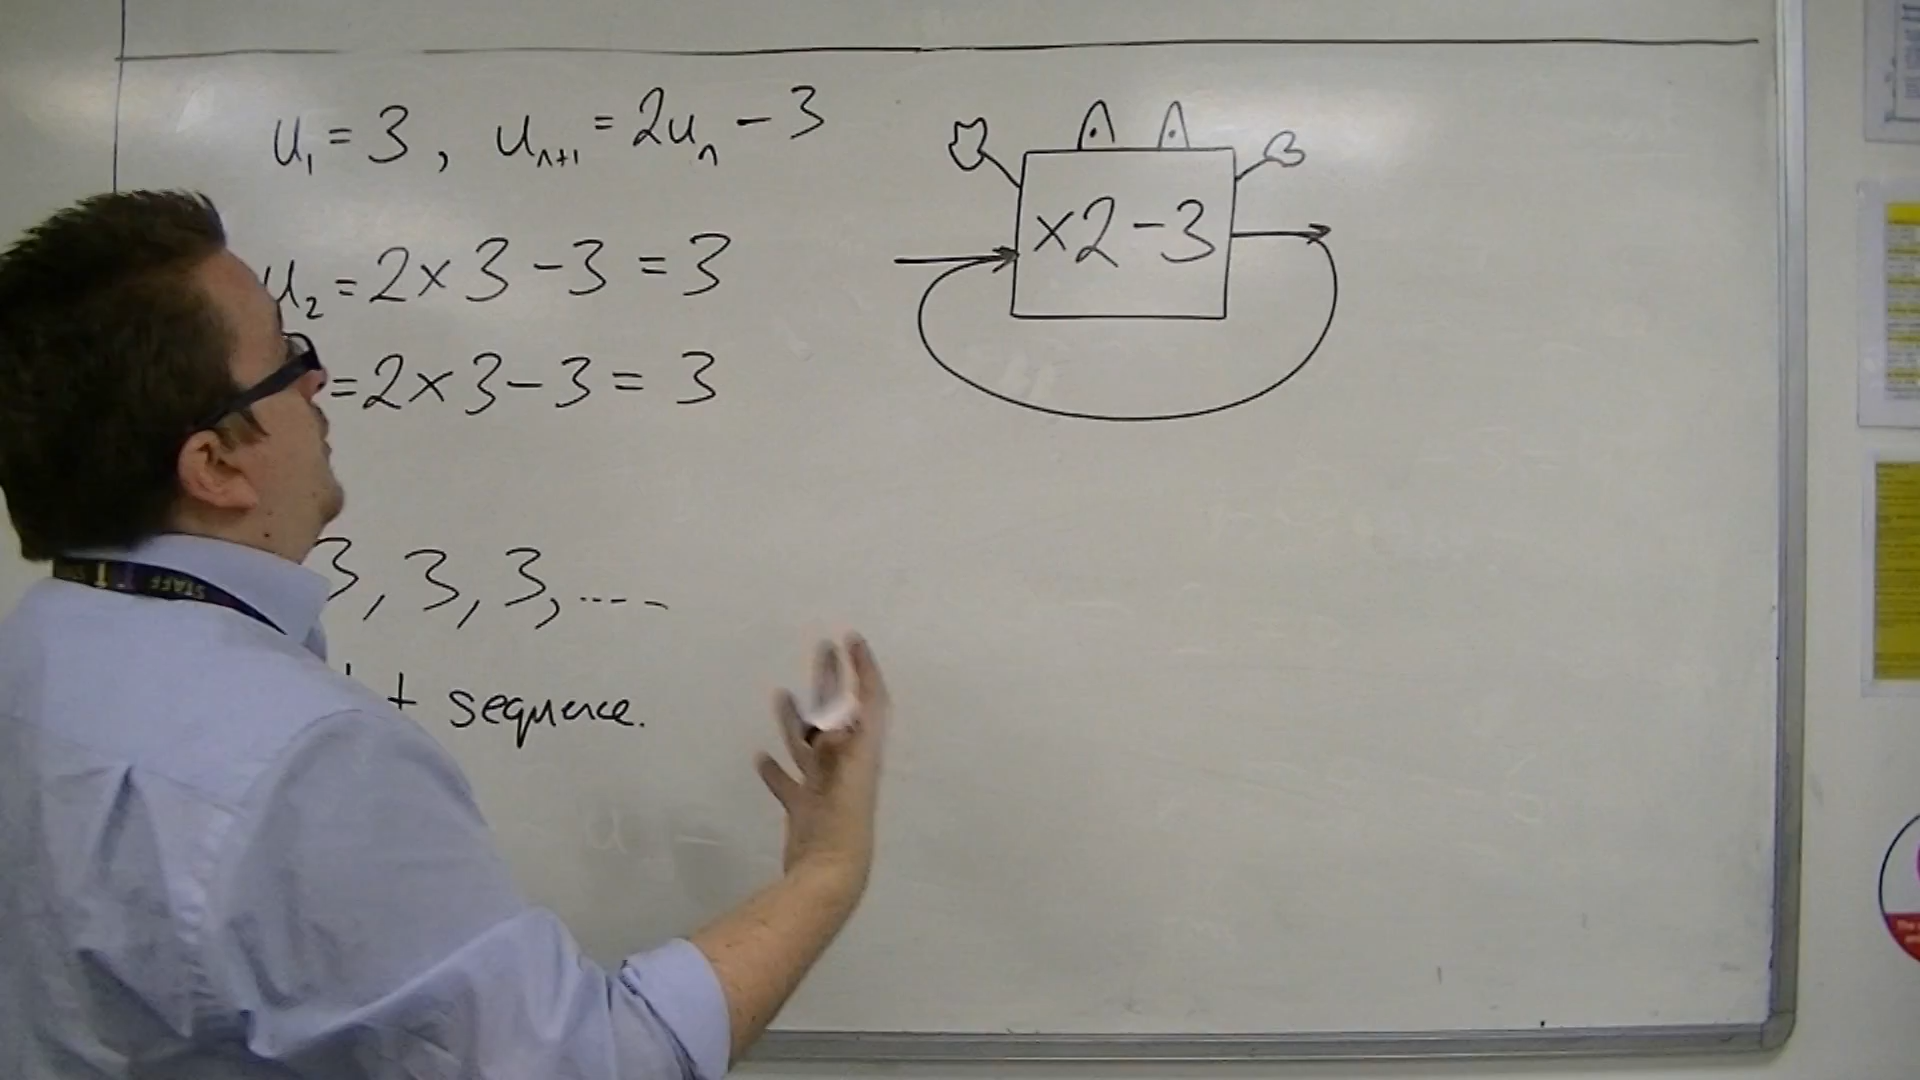 u₁ = 3, uₙ₊₁ = 2uₙ - 3
×2-3
u₂ = 2×3-3 = 3
= 2×3-3 = 3
3, 3, 3, ....
sequence.
STAFF